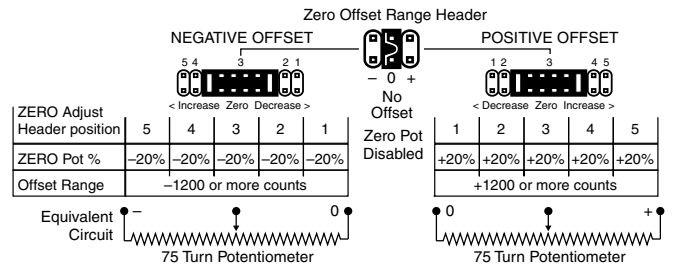 Zero Offset Range Header
NEGATIVE OFFSET
POSITIVE OFFSET
5 4 3 2 1
1 2 3 4 5
– 0 +
< Increase Zero Decrease >
No Offset
< Decrease Zero Increase >
ZERO Adjust
Header position 5 4 3 2 1
Zero Pot
Disabled
1 2 3 4 5
ZERO Pot % –20% –20% –20% –20% –20%
+20% +20% +20% +20% +20%
Offset Range –1200 or more counts
+1200 or more counts
Equivalent
Circuit
– 0
0 +
75 Turn Potentiometer
75 Turn Potentiometer